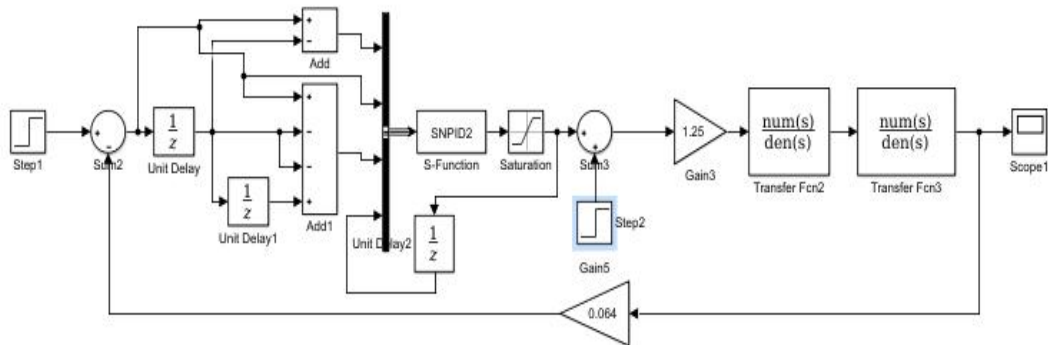 +
−
Add
Step1
+
-
Sum2
1
z
Unit Delay
+
−
−
+
Add1
1
z
Unit Delay1
SNPID2
S-Function
Saturation
+
+
Sum3
Step2
Unit Delay2
1
z
1.25
Gain3
num(s)
den(s)
Transfer Fcn2
num(s)
den(s)
Transfer Fcn3
Scope1
Gain5
0.064